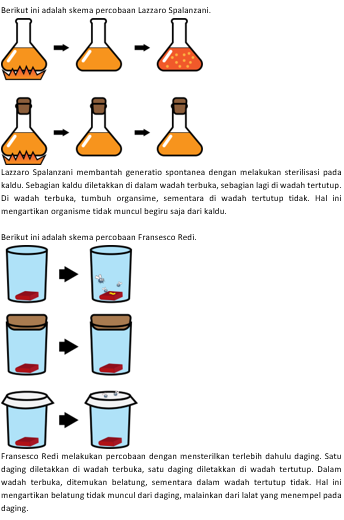 Berikut ini adalah skema percobaan Lazzaro Spalanzani.
Lazzaro Spalanzani membantah generatio spontanea dengan melakukan sterilisasi pada
kaldu. Sebagian kaldu diletakkan di dalam wadah terbuka, sebagian lagi di wadah tertutup.
Di wadah terbuka, tumbuh organsime, sementara di wadah tertutup tidak. Hal ini
mengartikan organisme tidak muncul begiru saja dari kaldu.
Berikut ini adalah skema percobaan Fransesco Redi.
Fransesco Redi melakukan percobaan dengan mensterilkan terlebih dahulu daging. Satu
daging diletakkan di wadah terbuka, satu daging diletakkan di wadah tertutup. Dalam
wadah terbuka, ditemukan belatung, sementara dalam wadah tertutup tidak. Hal ini
mengartikan belatung tidak muncul dari daging, malainkan dari lalat yang menempel pada
daging.